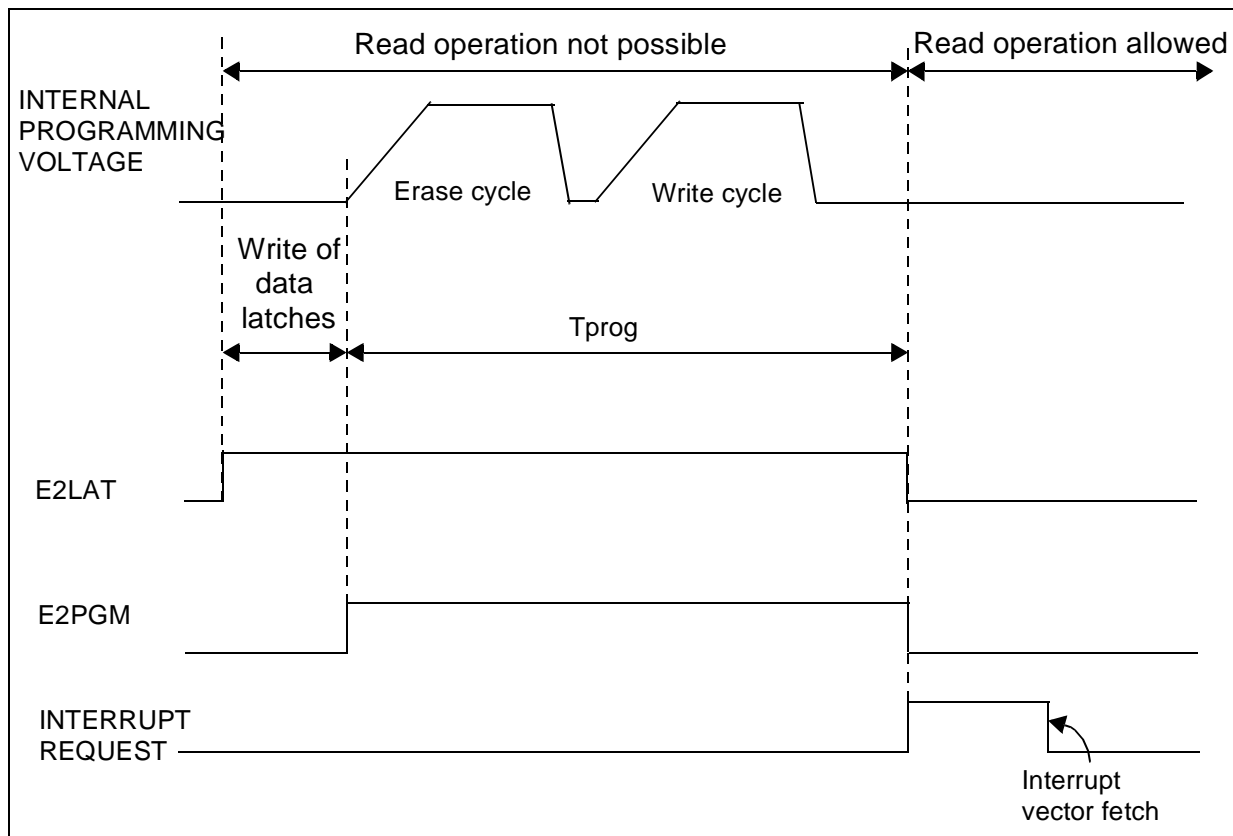 Read operation not possible
Read operation allowed
INTERNAL
PROGRAMMING
VOLTAGE
Erase cycle
Write cycle
Write of
data
latches
Tprog
E2LAT
E2PGM
INTERRUPT
REQUEST
Interrupt
vector fetch